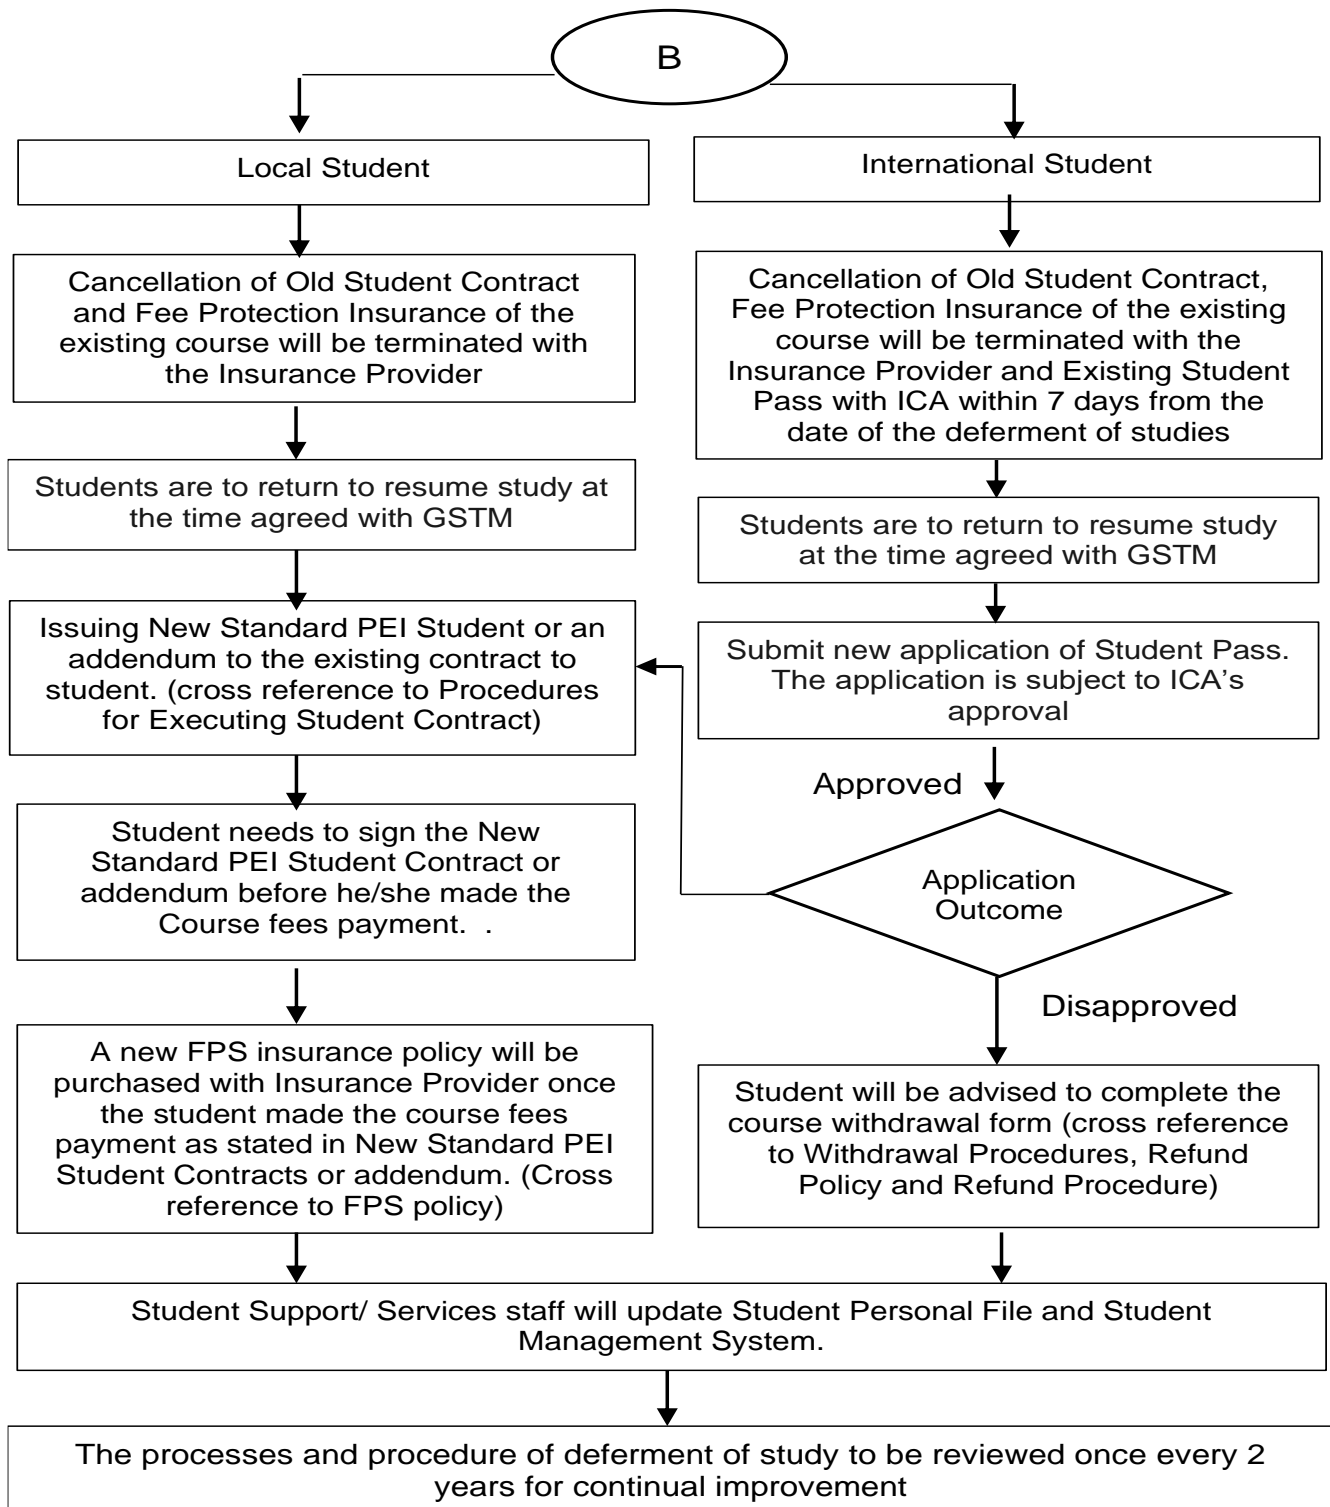 B
Local Student
International Student
Cancellation of Old Student Contract
and Fee Protection Insurance of the
existing course will be terminated with
the Insurance Provider
Cancellation of Old Student Contract,
Fee Protection Insurance of the existing
course will be terminated with the
Insurance Provider and Existing Student
Pass with ICA within 7 days from the
date of the deferment of studies
Students are to return to resume study at
the time agreed with GSTM
Students are to return to resume study
at the time agreed with GSTM
Issuing New Standard PEI Student or an
addendum to the existing contract to
student. (cross reference to Procedures
for Executing Student Contract)
Submit new application of Student Pass.
The application is subject to ICA’s
approval
Approved
Application
Outcome
Student needs to sign the New
Standard PEI Student Contract or
addendum before he/she made the
Course fees payment.  .
Disapproved
A new FPS insurance policy will be
purchased with Insurance Provider once
the student made the course fees
payment as stated in New Standard PEI
Student Contracts or addendum. (Cross
reference to FPS policy)
Student will be advised to complete the
course withdrawal form (cross reference
to Withdrawal Procedures, Refund
Policy and Refund Procedure)
Student Support/ Services staff will update Student Personal File and Student
Management System.
The processes and procedure of deferment of study to be reviewed once every 2
years for continual improvement